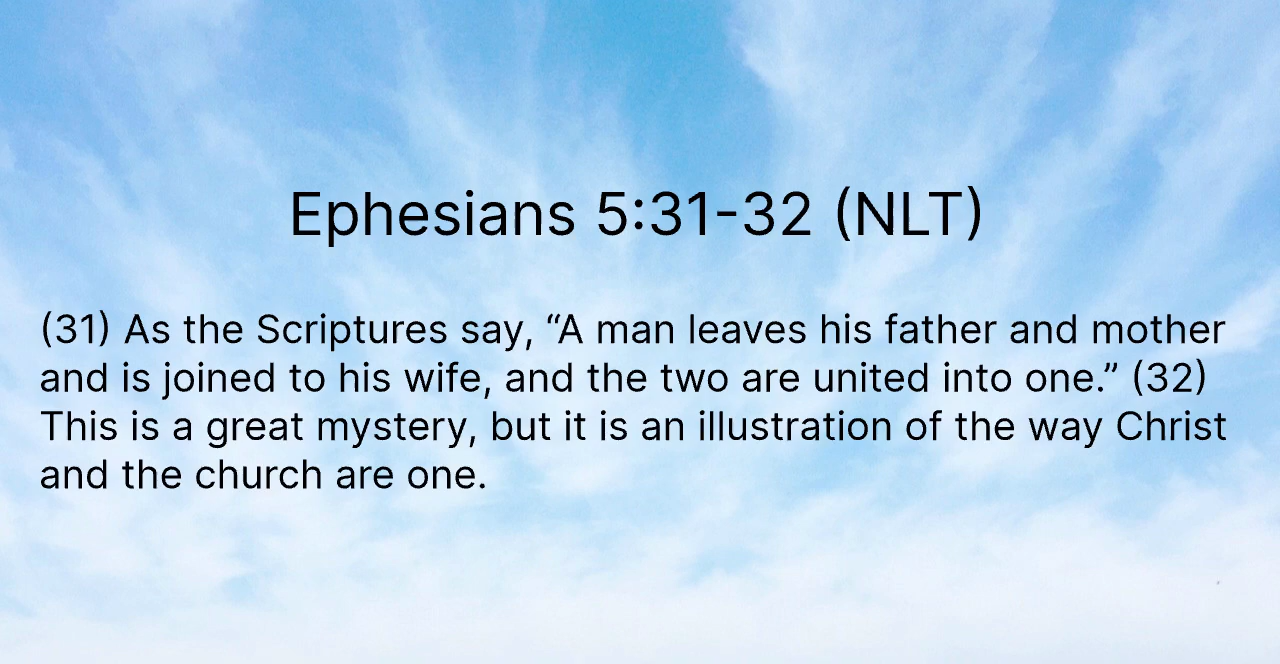 Ephesians 5:31-32 (NLT)
(31) As the Scriptures say, “A man leaves his father and mother
and is joined to his wife, and the two are united into one.” (32)
This is a great mystery, but it is an illustration of the way Christ
and the church are one.